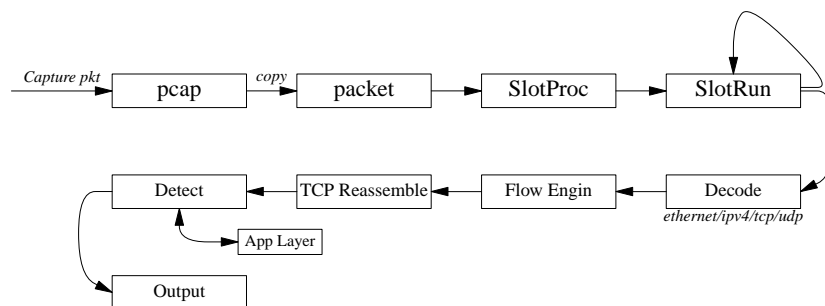 Capture pkt
pcap
copy
packet
SlotProc
SlotRun
Detect
TCP Reassemble
Flow Engin
Decode
ethernet/ipv4/tcp/udp
App Layer
Output